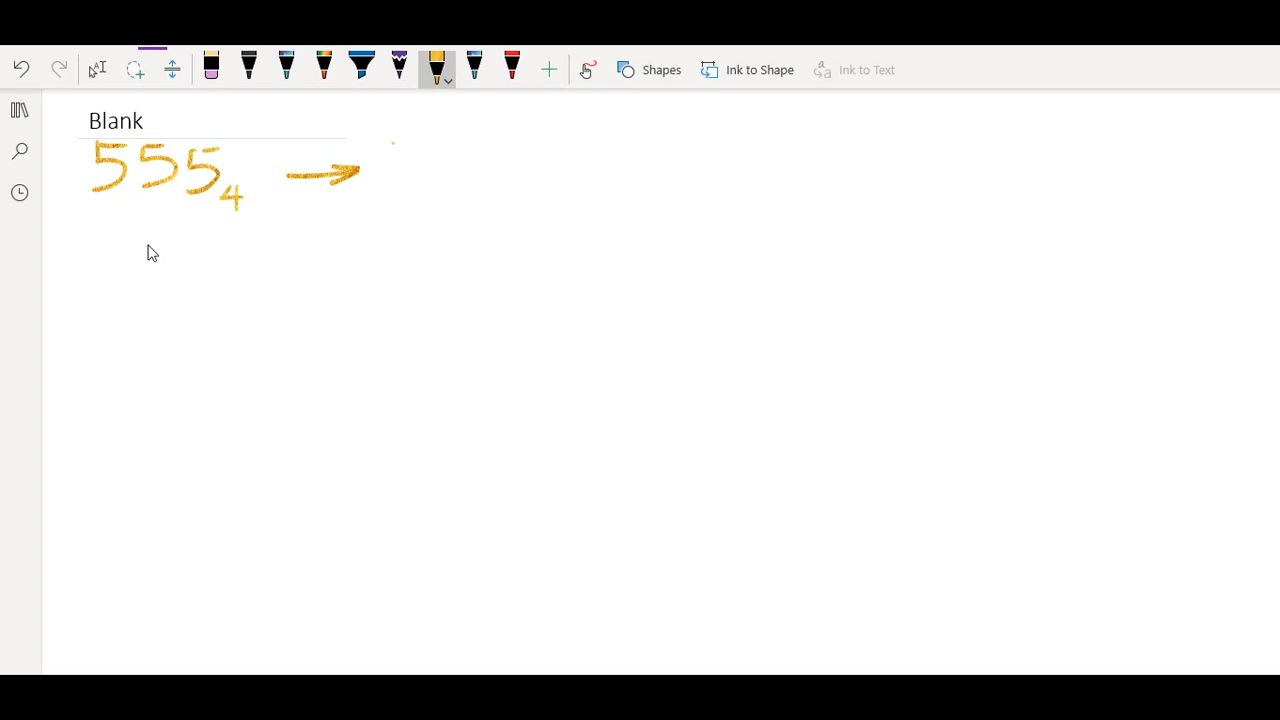 Shapes Ink to Shape Ink to Text
Blank
555₄ →